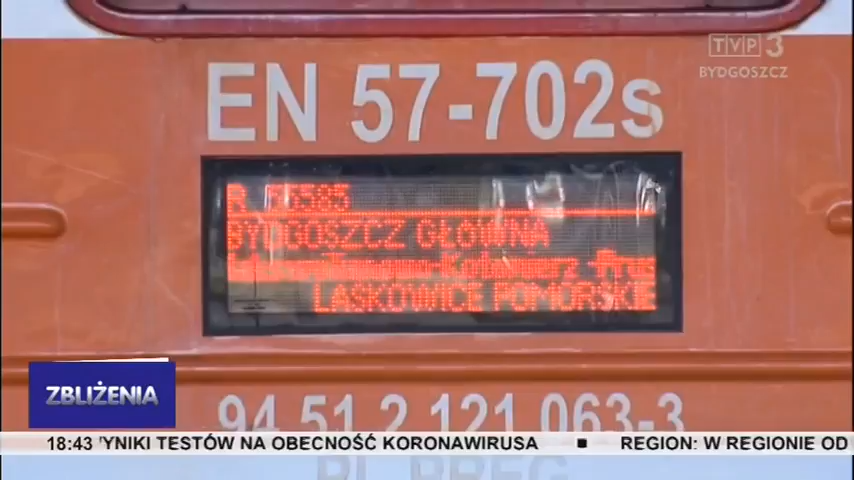 TVP 3
BYDGOSZCZ
EN 57-702s
R 55585
BYDGOSZCZ GŁÓWNA
LASKOWICE POMORSKIE
ZBLIŻENIA
94 51 2 121 063-3
18:43 YNIKI TESTÓW NA OBECNOŚĆ KORONAWIRUSA ■ REGION: W REGIONIE OD